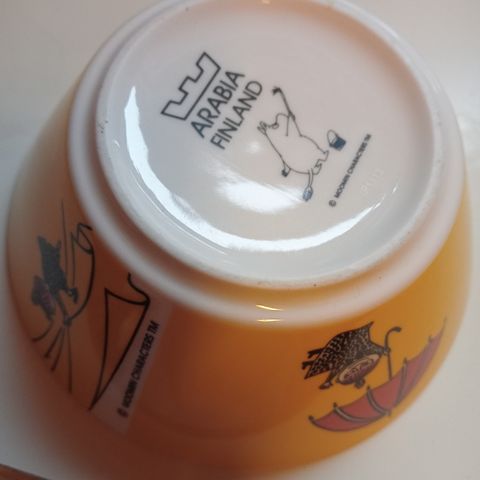 ARABIA
FINLAND
© MOOMIN CHARACTERS TM
© MOOMIN CHARACTERS TM